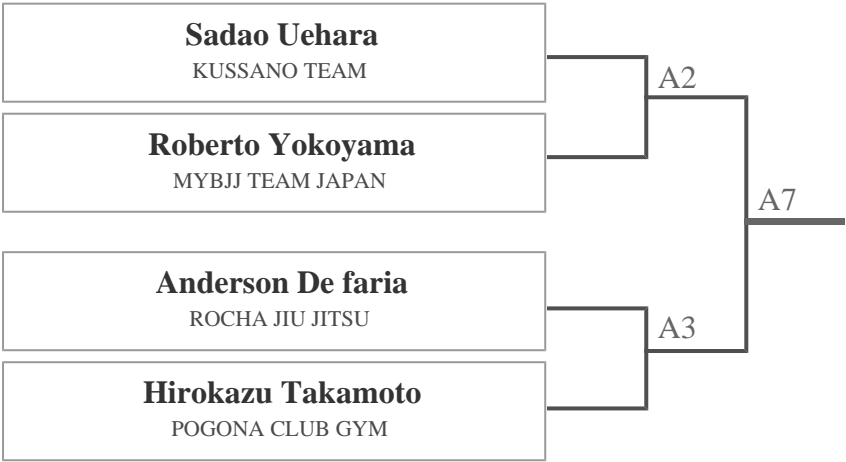 Sadao Uehara
KUSSANO TEAM
A2
Roberto Yokoyama
MYBJJ TEAM JAPAN
A7
Anderson De faria
ROCHA JIU JITSU
A3
Hirokazu Takamoto
POGONA CLUB GYM